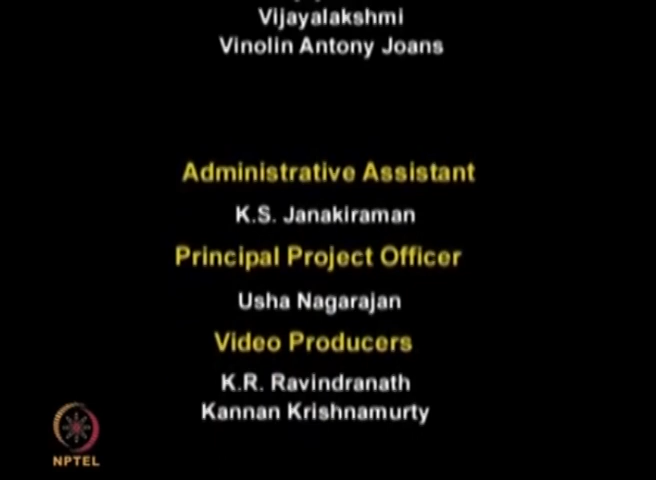 Vijayalakshmi
Vinolin Antony Joans
Administrative Assistant
K.S. Janakiraman
Principal Project Officer
Usha Nagarajan
Video Producers
K.R. Ravindranath
Kannan Krishnamurty
NPTEL